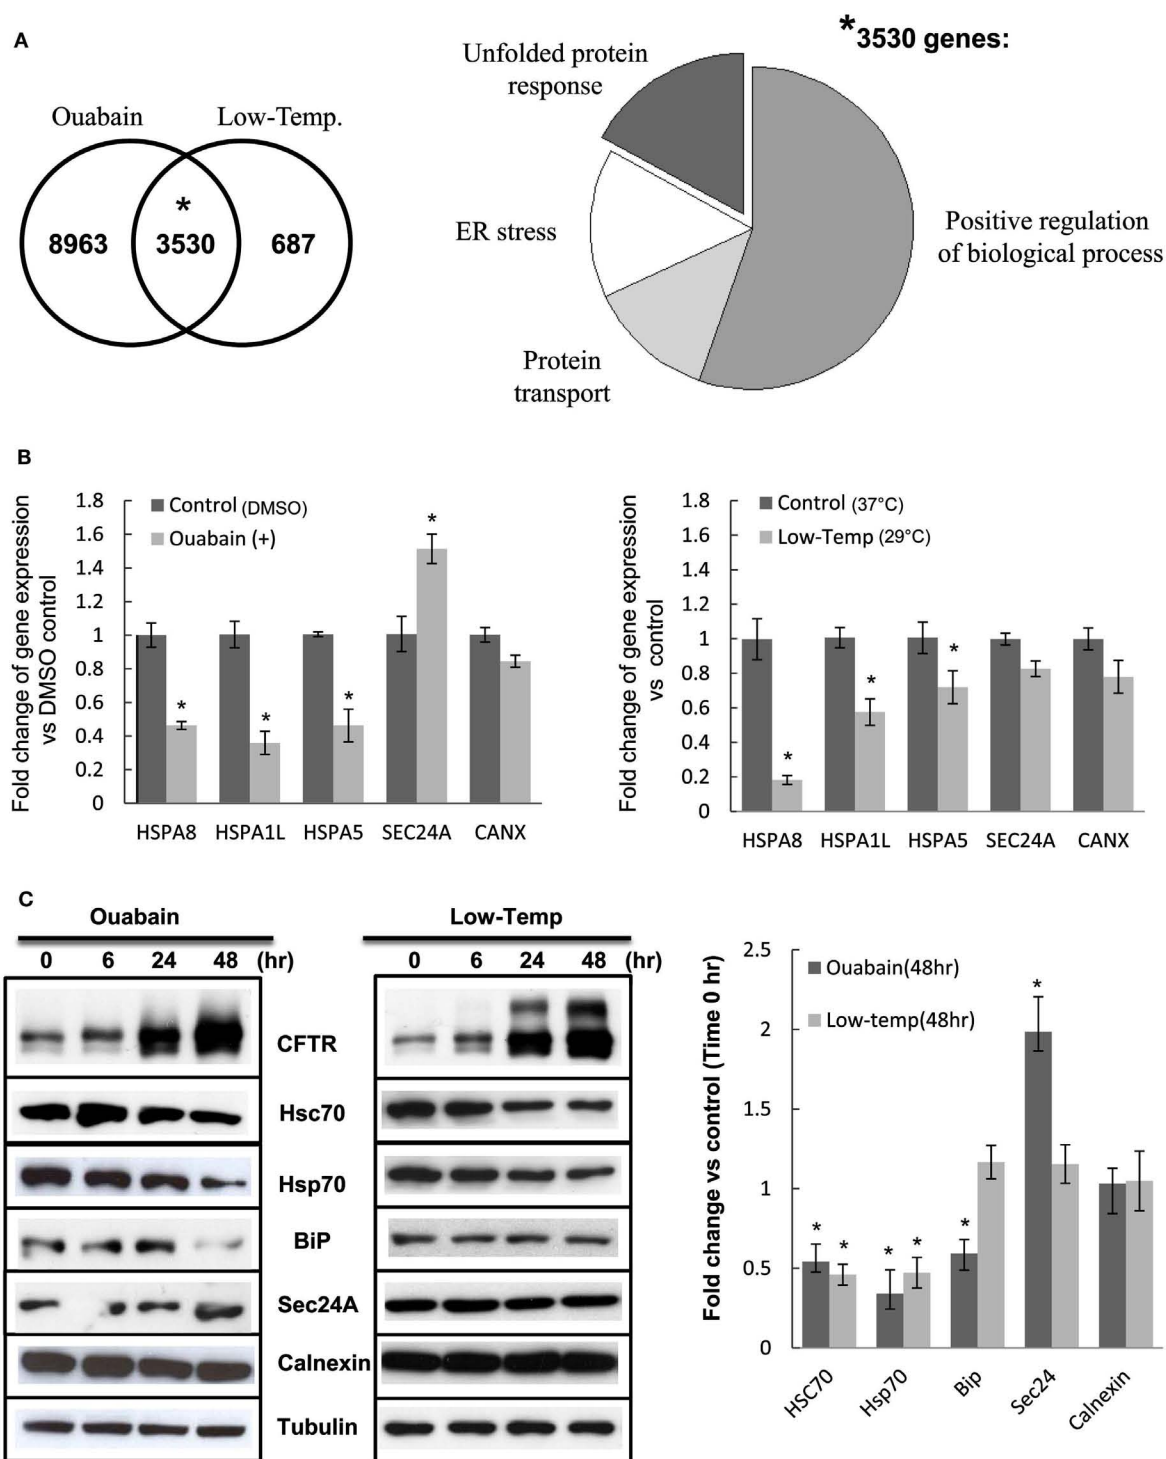 A
Ouabain
Low-Temp.
*
8963
3530
687
*3530 genes:
Unfolded protein
response
ER stress
Protein
transport
Positive regulation
of biological process
B
Fold change of gene expression
vs DMSO control
1.8
1.6
1.4
1.2
1
0.8
0.6
0.4
0.2
0
Control (DMSO)
Ouabain (+)
*
*
*
*
HSPA8
HSPA1L
HSPA5
SEC24A
CANX
Fold change of gene expression
vs control
1.8
1.6
1.4
1.2
1
0.8
0.6
0.4
0.2
0
Control (37°C)
Low-Temp (29°C)
*
*
*
HSPA8
HSPA1L
HSPA5
SEC24A
CANX
C
Ouabain
0 6 24 48 (hr)
Low-Temp
0 6 24 48 (hr)
CFTR
Hsc70
Hsp70
BiP
Sec24A
Calnexin
Tubulin
Fold change vs control (Time 0 hr)
2.5
2
1.5
1
0.5
0
Ouabain(48hr)
Low-temp(48hr)
*
*
*
*
*
*
HSC70
Hsp70
Bip
Sec24
Calnexin